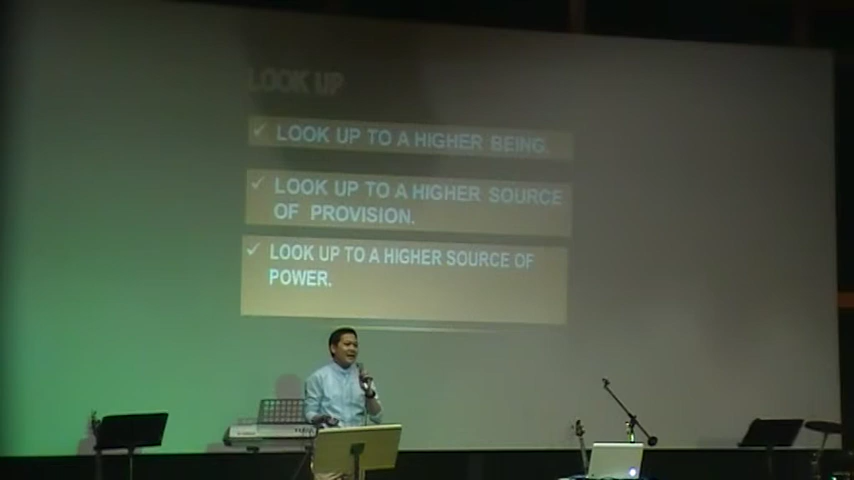 LOOK UP
✓ LOOK UP TO A HIGHER BEING.
✓ LOOK UP TO A HIGHER SOURCE
OF PROVISION.
✓ LOOK UP TO A HIGHER SOURCE OF
POWER.